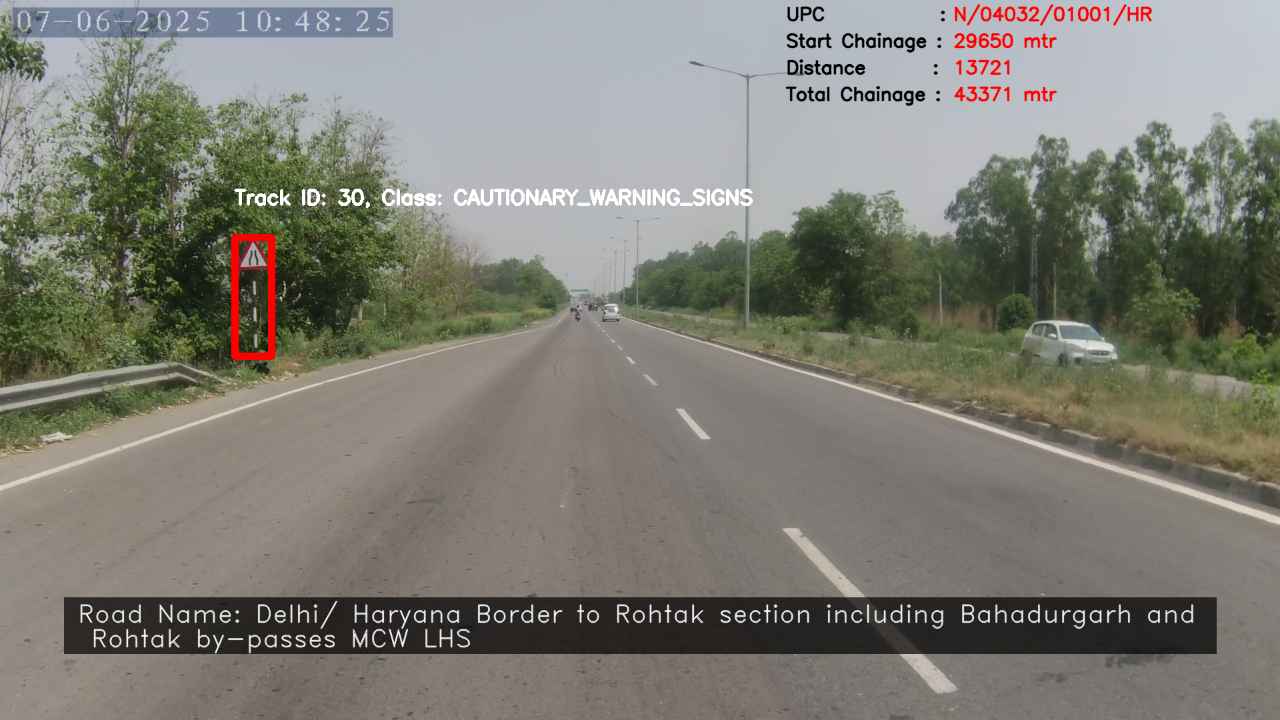 07-06-2025 10:48:25
UPC : N/04032/01001/HR
Start Chainage : 29650 mtr
Distance : 13721
Total Chainage : 43371 mtr
Track ID: 30, Class: CAUTIONARY_WARNING_SIGNS
Road Name: Delhi/ Haryana Border to Rohtak section including Bahadurgarh and
Rohtak by-passes MCW LHS